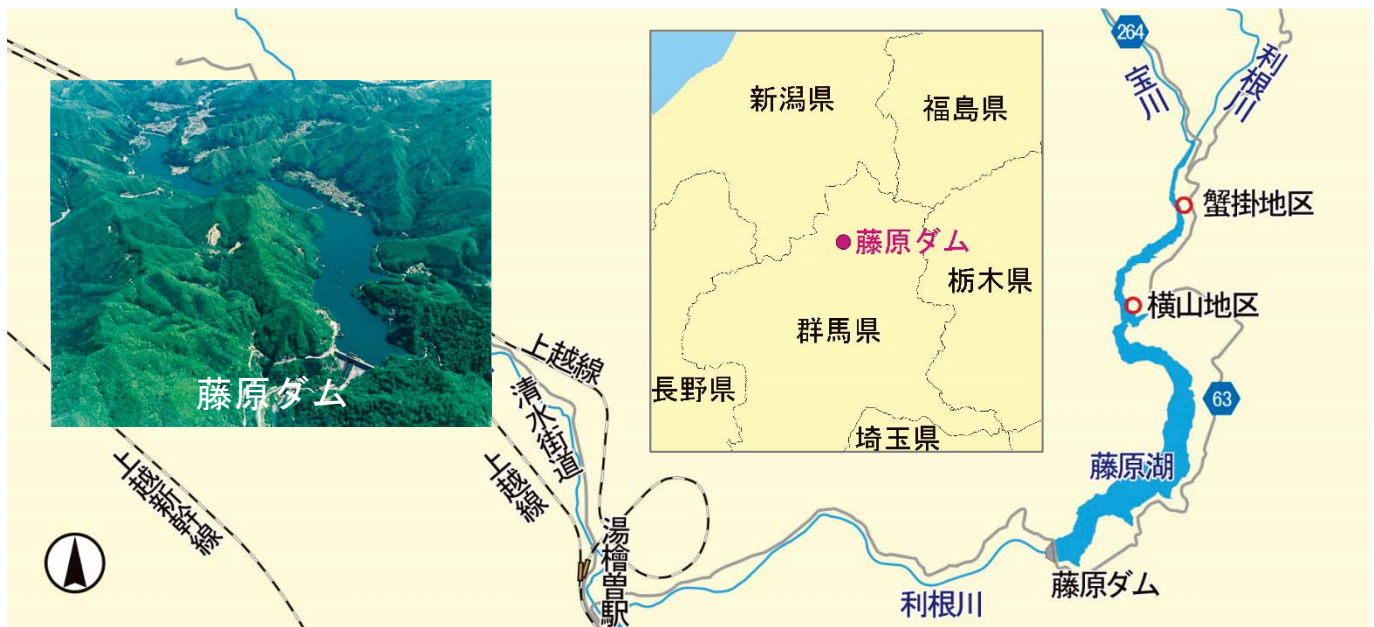 264
宝川
利根川
新潟県
福島県
蟹掛地区
藤原ダム
栃木県
横山地区
群馬県
上越線
藤原ダム
清水街道
長野県
63
埼玉県
上越新幹線
上越線
藤原湖
湯檜曽駅
藤原ダム
利根川